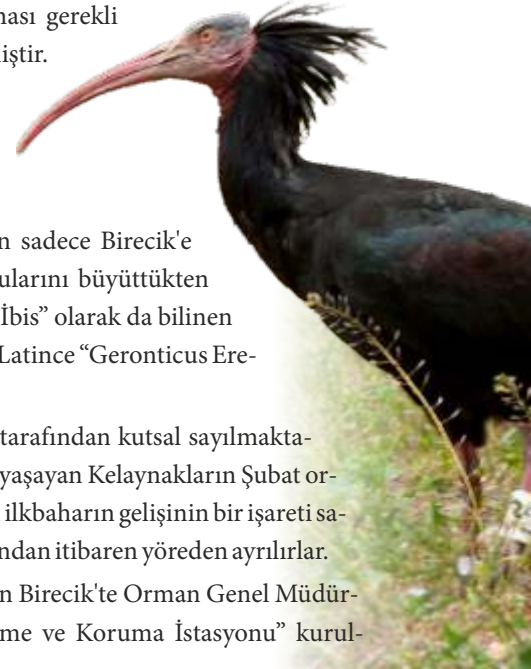 ması gerekli
iştir.
n sadece Birecik'e
ularını büyüttükten
İbis” olarak da bilinen
Latince “Geronticus Ere-
tarafından kutsal sayılmakta-
yaşayan Kelaynakların Şubat or-
ilkbaharın gelişinin bir işareti sa-
ından itibaren yöreden ayrılırlar.
n Birecik'te Orman Genel Müdür-
me ve Koruma İstasyonu” kurul-